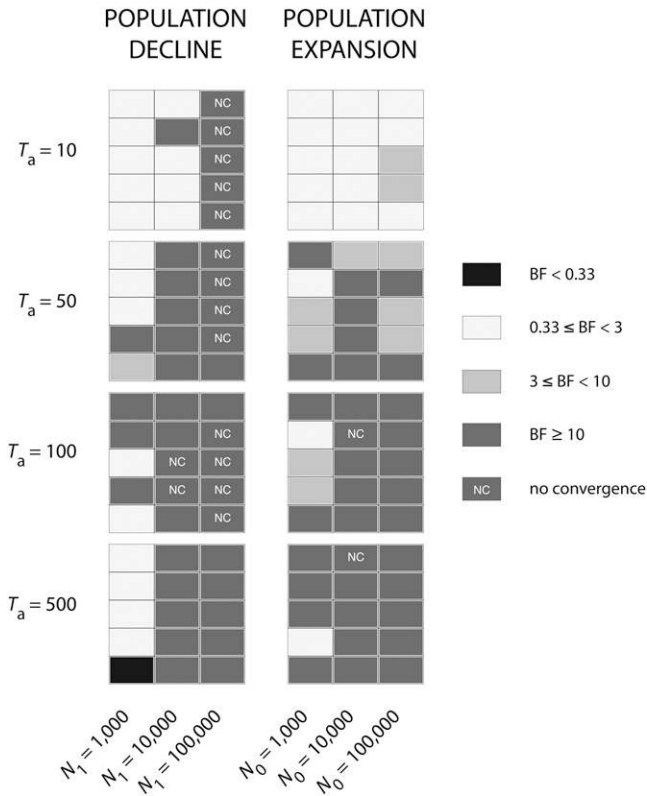 POPULATION DECLINE
POPULATION EXPANSION
Tₐ = 10
NC
NC
NC
NC
NC
Tₐ = 50
NC
NC
NC
NC
Tₐ = 100
NC NC
NC NC
NC NC
NC
Tₐ = 500
NC
N₁ = 1,000
N₁ = 10,000
N₁ = 100,000
N₀ = 1,000
N₀ = 10,000
N₀ = 100,000
BF < 0.33
0.33 ≤ BF < 3
3 ≤ BF < 10
BF ≥ 10
NC no convergence